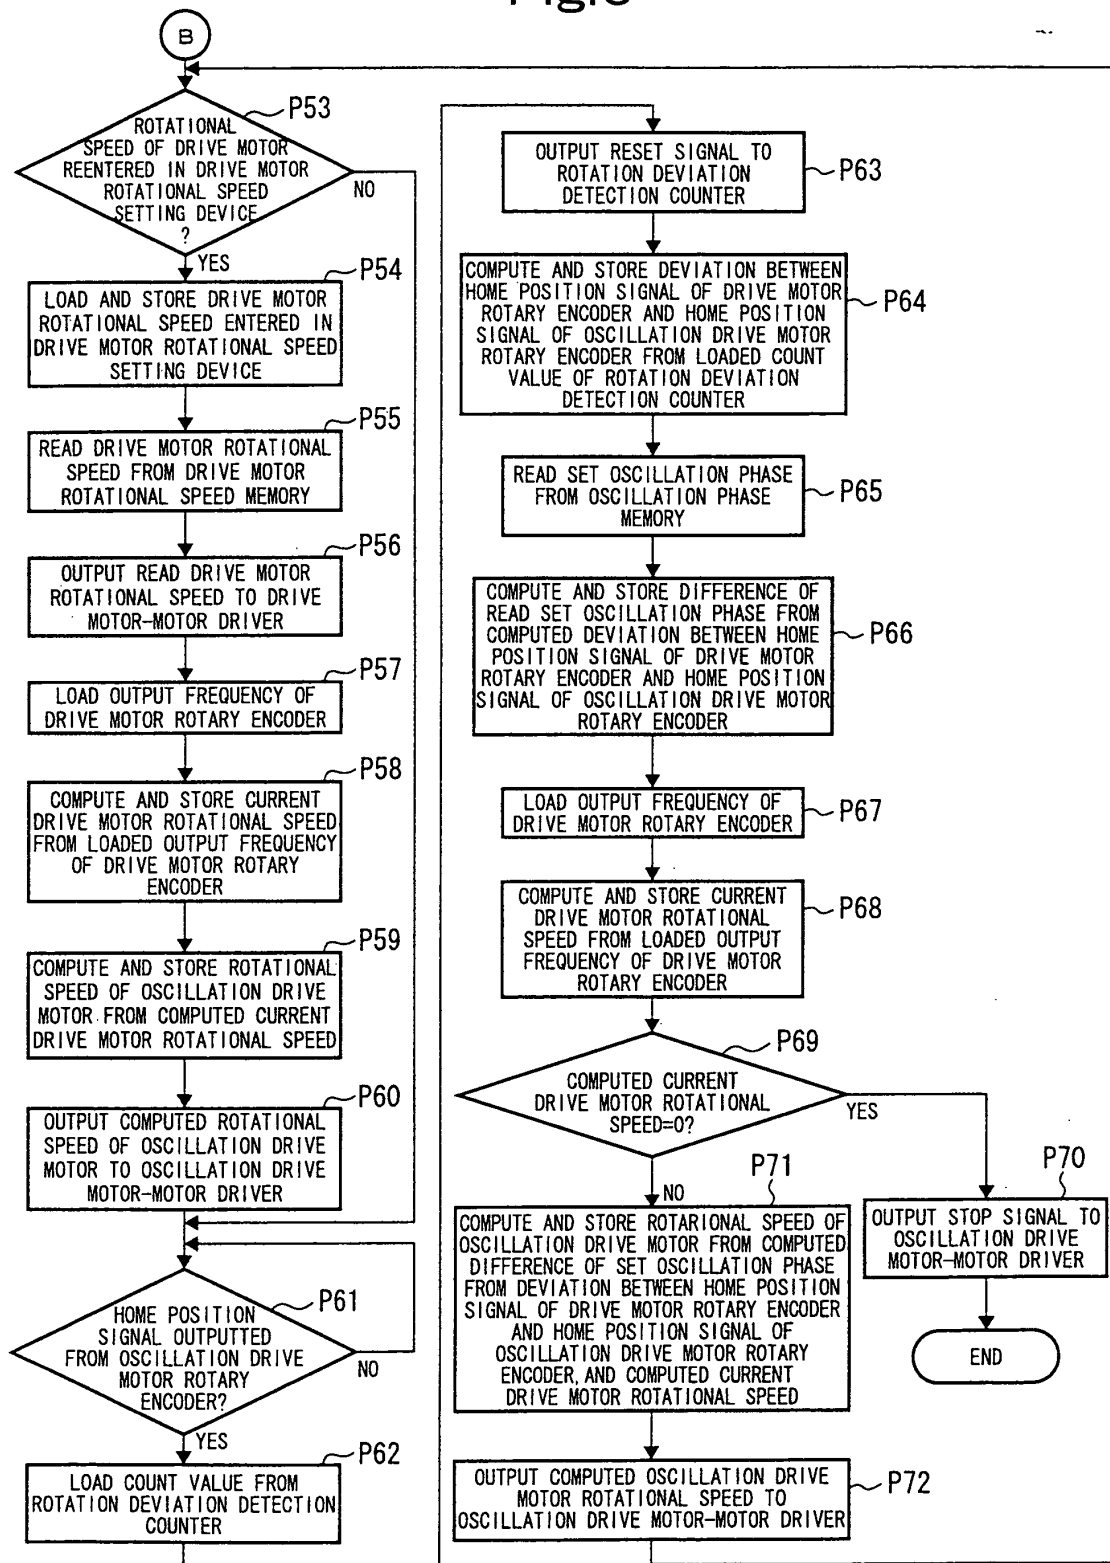 B
P53
ROTATIONAL
SPEED OF DRIVE MOTOR
REENTERED IN DRIVE MOTOR
ROTATIONAL SPEED
SETTING DEVICE
?
NO
YES
P54
LOAD AND STORE DRIVE MOTOR
ROTATIONAL SPEED ENTERED IN
DRIVE MOTOR ROTATIONAL SPEED
SETTING DEVICE
P55
READ DRIVE MOTOR ROTATIONAL
SPEED FROM DRIVE MOTOR
ROTATIONAL SPEED MEMORY
P56
OUTPUT READ DRIVE MOTOR
ROTATIONAL SPEED TO DRIVE
MOTOR-MOTOR DRIVER
P57
LOAD OUTPUT FREQUENCY OF
DRIVE MOTOR ROTARY ENCODER
P58
COMPUTE AND STORE CURRENT
DRIVE MOTOR ROTATIONAL SPEED
FROM LOADED OUTPUT FREQUENCY
OF DRIVE MOTOR ROTARY
ENCODER
P59
COMPUTE AND STORE ROTATIONAL
SPEED OF OSCILLATION DRIVE
MOTOR FROM COMPUTED CURRENT
DRIVE MOTOR ROTATIONAL SPEED
P60
OUTPUT COMPUTED ROTATIONAL
SPEED OF OSCILLATION DRIVE
MOTOR TO OSCILLATION DRIVE
MOTOR-MOTOR DRIVER
P61
HOME POSITION
SIGNAL OUTPUTTED
FROM OSCILLATION DRIVE
MOTOR ROTARY
ENCODER?
NO
YES
P62
LOAD COUNT VALUE FROM
ROTATION DEVIATION DETECTION
COUNTER
OUTPUT RESET SIGNAL TO
ROTATION DEVIATION
DETECTION COUNTER
P63
COMPUTE AND STORE DEVIATION BETWEEN
HOME POSITION SIGNAL OF DRIVE MOTOR
ROTARY ENCODER AND HOME POSITION
SIGNAL OF OSCILLATION DRIVE MOTOR
ROTARY ENCODER FROM LOADED COUNT
VALUE OF ROTATION DEVIATION
DETECTION COUNTER
P64
READ SET OSCILLATION PHASE
FROM OSCILLATION PHASE
MEMORY
P65
COMPUTE AND STORE DIFFERENCE OF
READ SET OSCILLATION PHASE FROM
COMPUTED DEVIATION BETWEEN HOME
POSITION SIGNAL OF DRIVE MOTOR
ROTARY ENCODER AND HOME POSITION
SIGNAL OF OSCILLATION DRIVE MOTOR
ROTARY ENCODER
P66
LOAD OUTPUT FREQUENCY OF
DRIVE MOTOR ROTARY ENCODER
P67
COMPUTE AND STORE CURRENT
DRIVE MOTOR ROTATIONAL
SPEED FROM LOADED OUTPUT
FREQUENCY OF DRIVE MOTOR
ROTARY ENCODER
P68
P69
COMPUTED CURRENT
DRIVE MOTOR ROTATIONAL
SPEED=0?
YES
NO
P70
OUTPUT STOP SIGNAL TO
OSCILLATION DRIVE
MOTOR-MOTOR DRIVER
END
P71
COMPUTE AND STORE ROTARIONAL SPEED OF
OSCILLATION DRIVE MOTOR FROM COMPUTED
DIFFERENCE OF SET OSCILLATION PHASE
FROM DEVIATION BETWEEN HOME POSITION
SIGNAL OF DRIVE MOTOR ROTARY ENCODER
AND HOME POSITION SIGNAL OF
OSCILLATION DRIVE MOTOR ROTARY
ENCODER, AND COMPUTED CURRENT
DRIVE MOTOR ROTATIONAL SPEED
OUTPUT COMPUTED OSCILLATION DRIVE
MOTOR ROTATIONAL SPEED TO
OSCILLATION DRIVE MOTOR-MOTOR DRIVER
P72